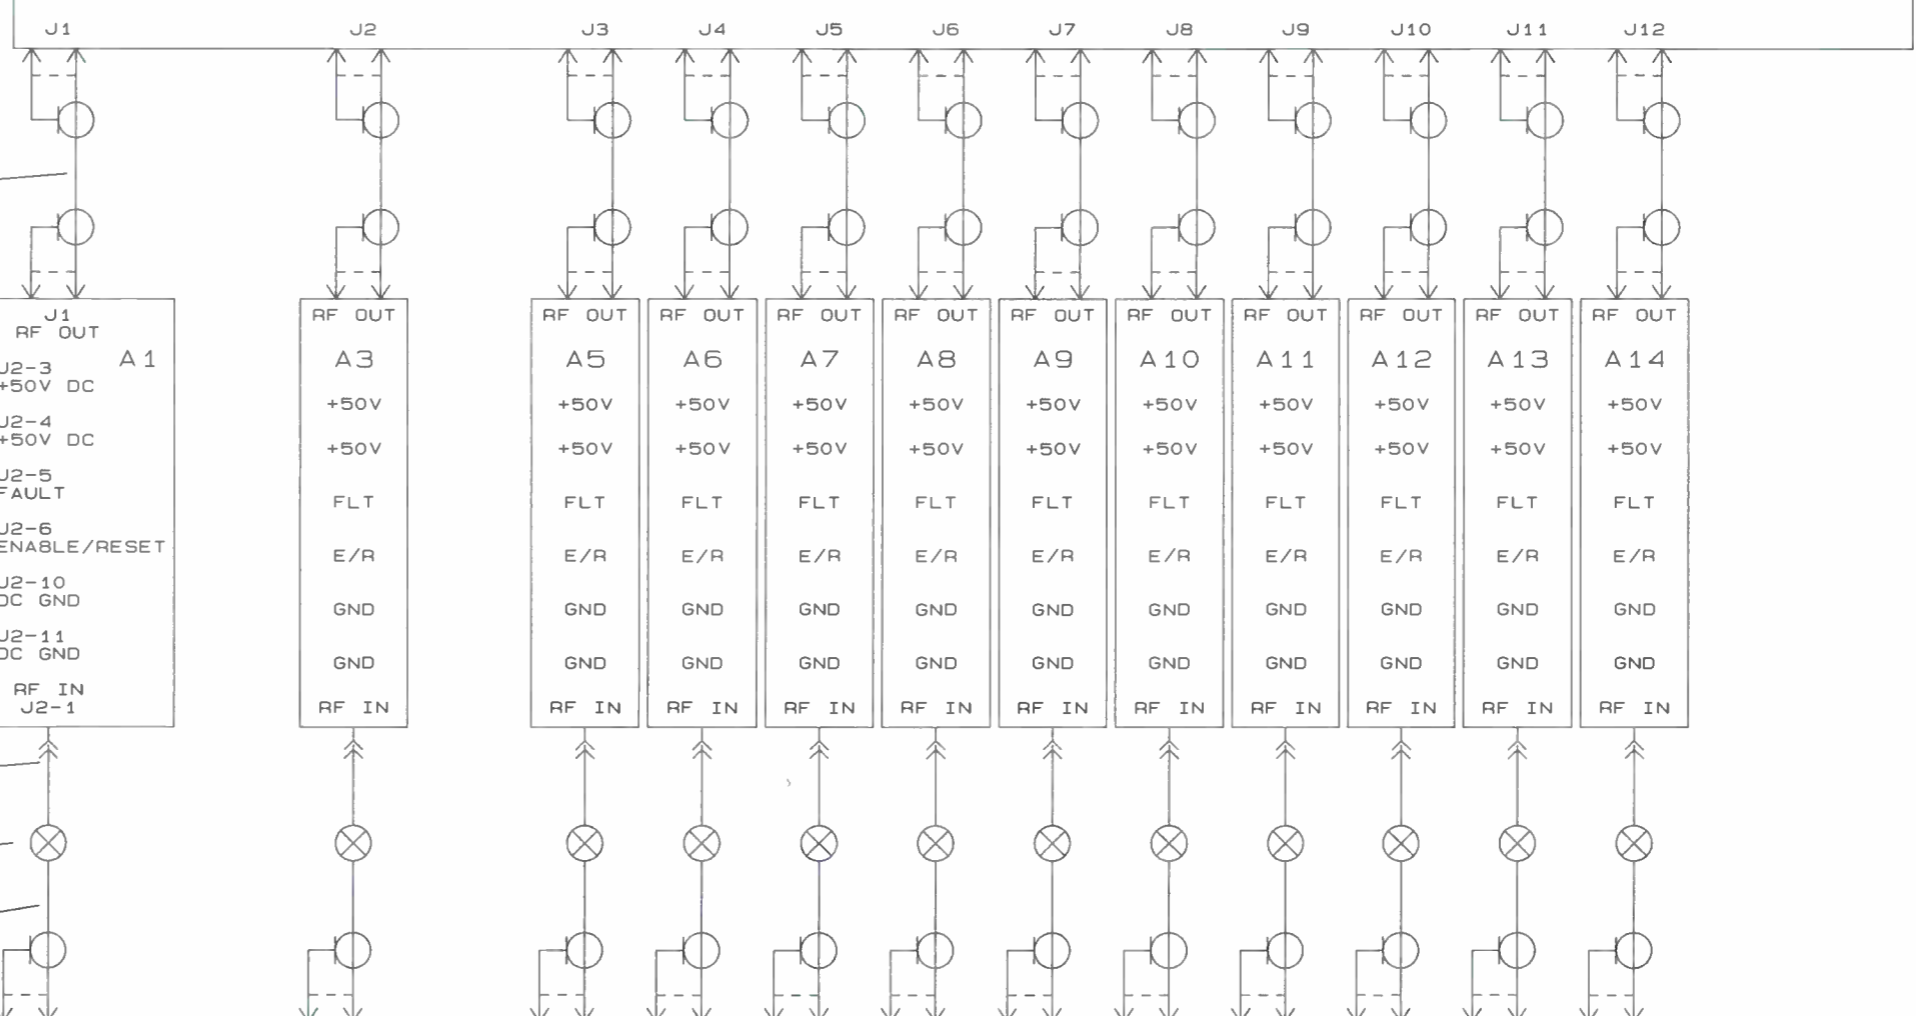 J1 J2 J3 J4 J5 J6 J7 J8 J9 J10 J11 J12
J1
RF OUT
A1
J2-3
+50V DC
J2-4
+50V DC
J2-5
FAULT
J2-6
ENABLE/RESET
J2-10
DC GND
J2-11
DC GND
RF IN
J2-1
RF OUT RF OUT RF OUT RF OUT RF OUT RF OUT RF OUT RF OUT RF OUT RF OUT RF OUT
A3 A5 A6 A7 A8 A9 A10 A11 A12 A13 A14
+50V +50V +50V +50V +50V +50V +50V +50V +50V +50V +50V
+50V +50V +50V +50V +50V +50V +50V +50V +50V +50V +50V
FLT FLT FLT FLT FLT FLT FLT FLT FLT FLT FLT
E/R E/R E/R E/R E/R E/R E/R E/R E/R E/R E/R
GND GND GND GND GND GND GND GND GND GND GND
GND GND GND GND GND GND GND GND GND GND GND
RF IN RF IN RF IN RF IN RF IN RF IN RF IN RF IN RF IN RF IN RF IN